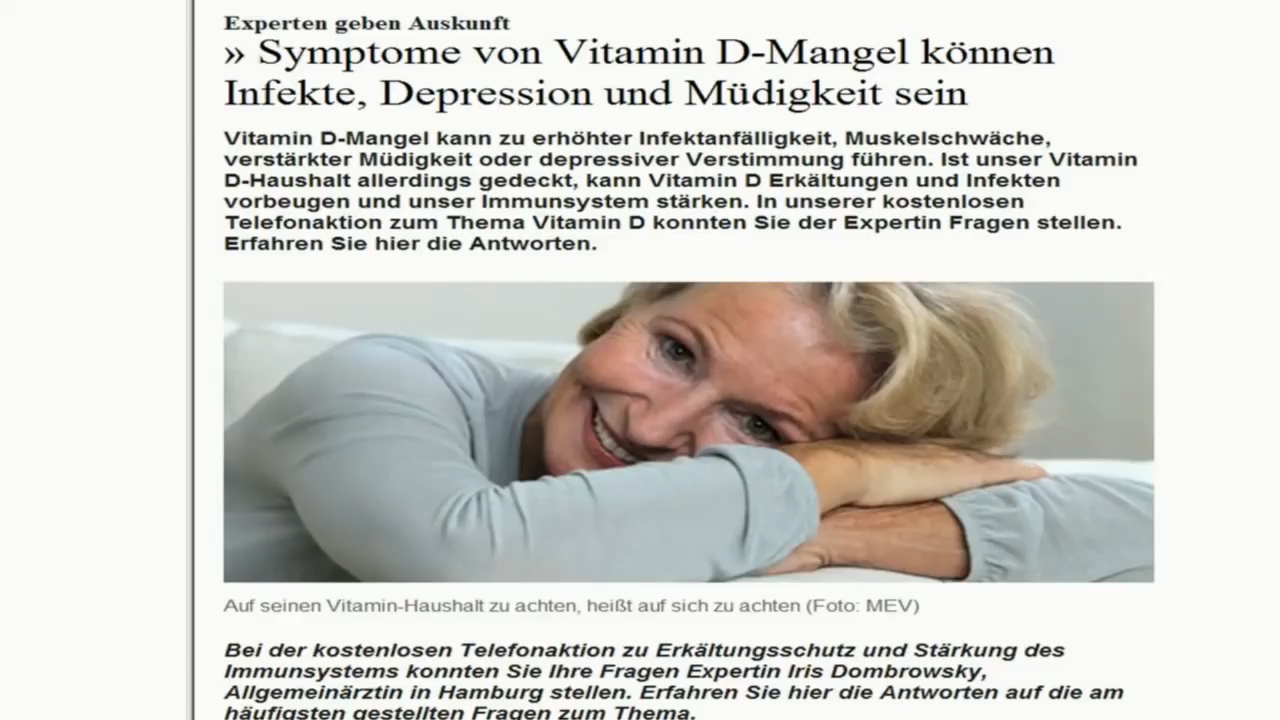 Experten geben Auskunft
» Symptome von Vitamin D-Mangel können
Infekte, Depression und Müdigkeit sein
Vitamin D-Mangel kann zu erhöhter Infektanfälligkeit, Muskelschwäche,
verstärkter Müdigkeit oder depressiver Verstimmung führen. Ist unser Vitamin
D-Haushalt allerdings gedeckt, kann Vitamin D Erkältungen und Infekten
vorbeugen und unser Immunsystem stärken. In unserer kostenlosen
Telefonaktion zum Thema Vitamin D konnten Sie der Expertin Fragen stellen.
Erfahren Sie hier die Antworten.
Auf seinen Vitamin-Haushalt zu achten, heißt auf sich zu achten (Foto: MEV)
Bei der kostenlosen Telefonaktion zu Erkältungsschutz und Stärkung des
Immunsystems konnten Sie Ihre Fragen Expertin Iris Dombrowsky,
Allgemeinärztin in Hamburg stellen. Erfahren Sie hier die Antworten auf die am
häufigsten gestellten Fragen zum Thema.